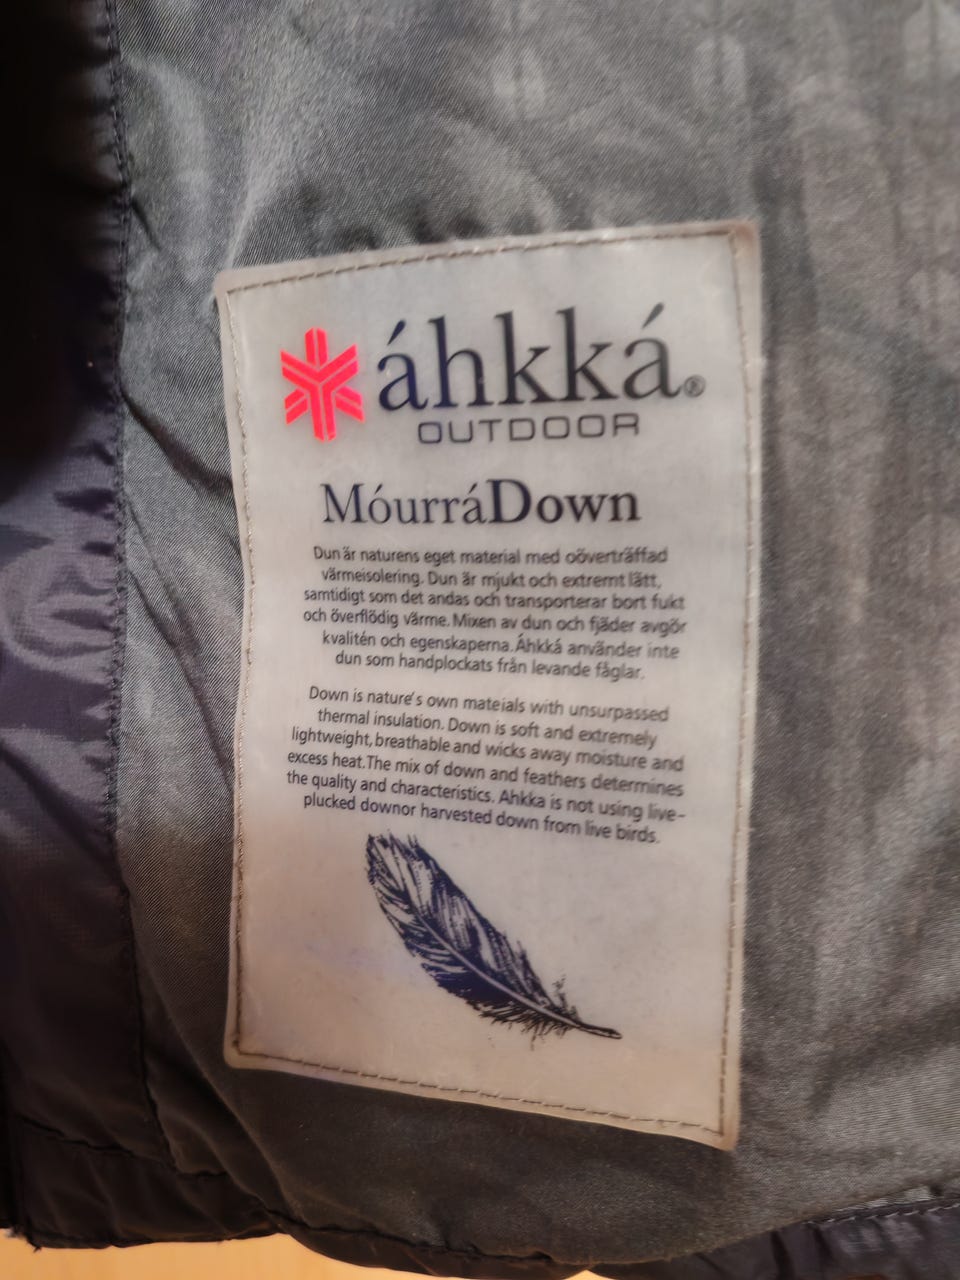 áhkká®
OUTDOOR
MóurráDown
Dun är naturens eget material med oöverträffad
värmeisolering. Dun är mjukt och extremt lätt,
samtidigt som det andas och transporterar bort fukt
och överflödig värme. Mixen av dun och fjäder avgör
kvalitén och egenskaperna. Áhkká använder inte
dun som handplockats från levande fåglar.
Down is nature's own mateials with unsurpassed
thermal insulation. Down is soft and extremely
lightweight, breathable and wicks away moisture and
excess heat. The mix of down and feathers determines
the quality and characteristics. Ahkka is not using live-
plucked downor harvested down from live birds.